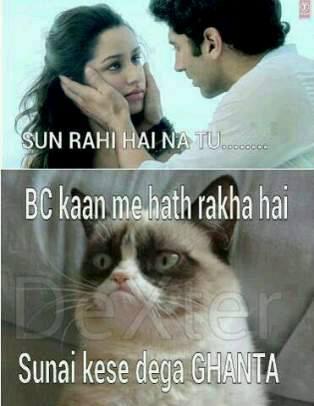 SUN RAHI HAI NA TU........
BC kaan me hath rakha hai
Dexter
Sunai kese dega GHANTA